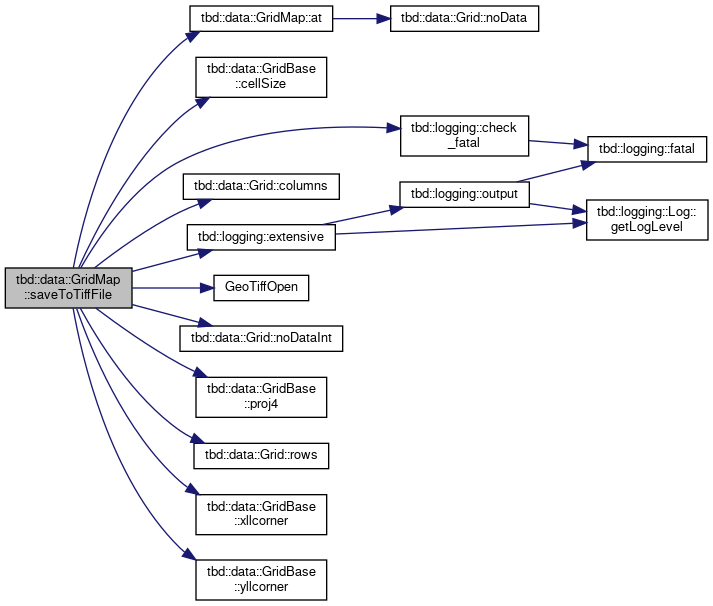 tbd::data::GridMap
::saveToTiffFile
tbd::data::GridMap::at
tbd::data::Grid::noData
tbd::data::GridBase
::cellSize
tbd::logging::check
_fatal
tbd::logging::fatal
tbd::data::Grid::columns
tbd::logging::output
tbd::logging::extensive
tbd::logging::Log::
getLogLevel
GeoTiffOpen
tbd::data::Grid::noDataInt
tbd::data::GridBase
::proj4
tbd::data::Grid::rows
tbd::data::GridBase
::xllcorner
tbd::data::GridBase
::yllcorner